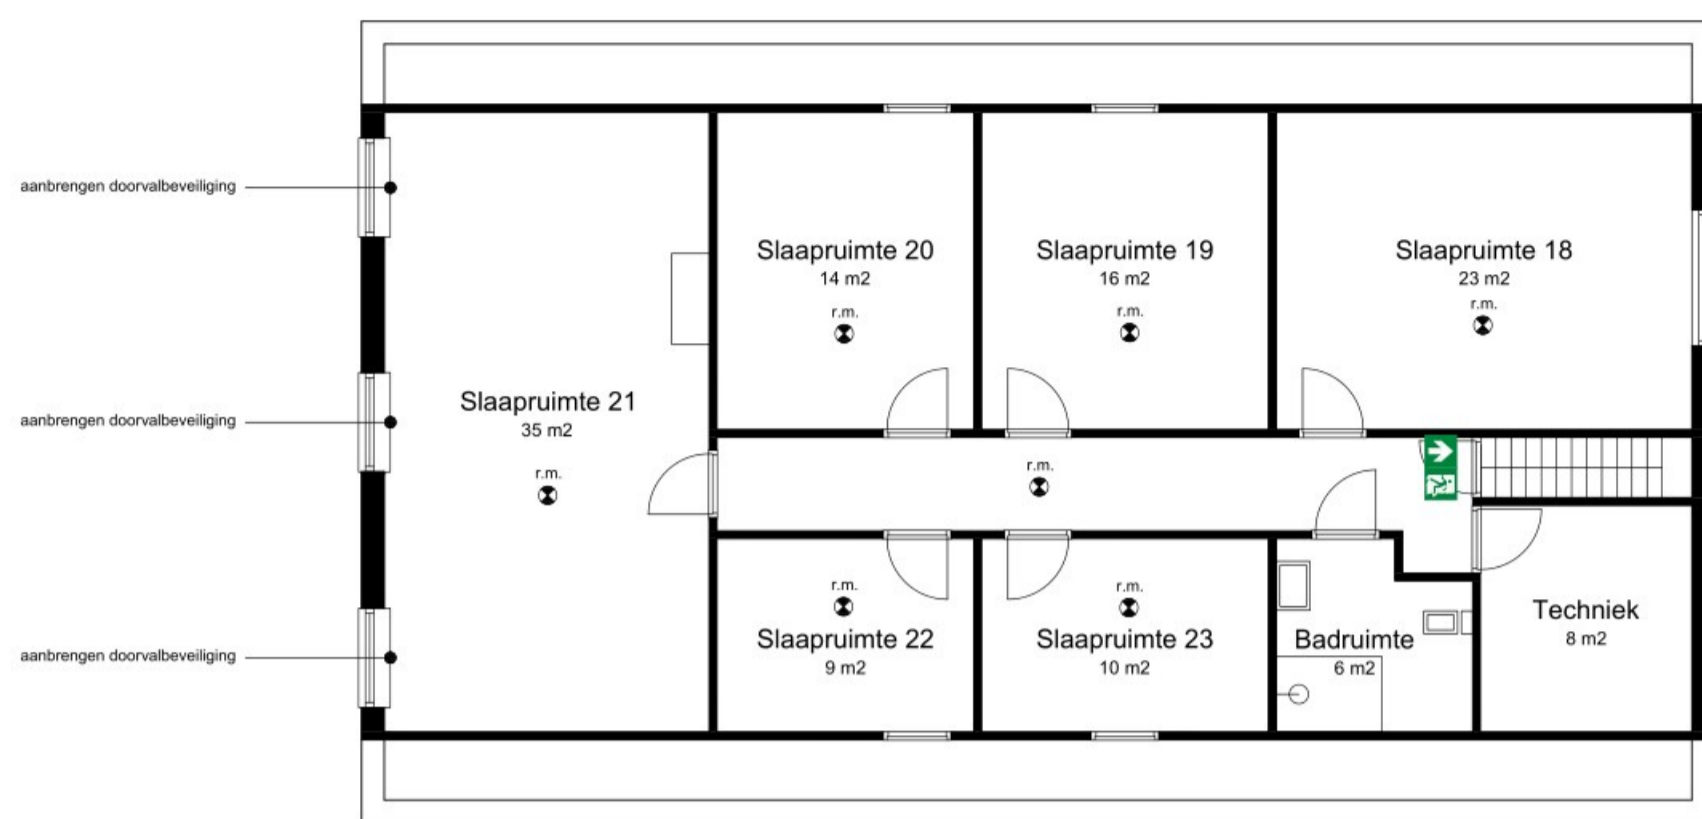 aanbrengen doorvalbeveiliging
Slaapruimte 20
14 m2
r.m.
Slaapruimte 19
16 m2
r.m.
Slaapruimte 18
23 m2
r.m.
aanbrengen doorvalbeveiliging
Slaapruimte 21
35 m2
r.m.
r.m.
aanbrengen doorvalbeveiliging
r.m.
Slaapruimte 22
9 m2
r.m.
Slaapruimte 23
10 m2
Badruimte
6 m2
Techniek
8 m2